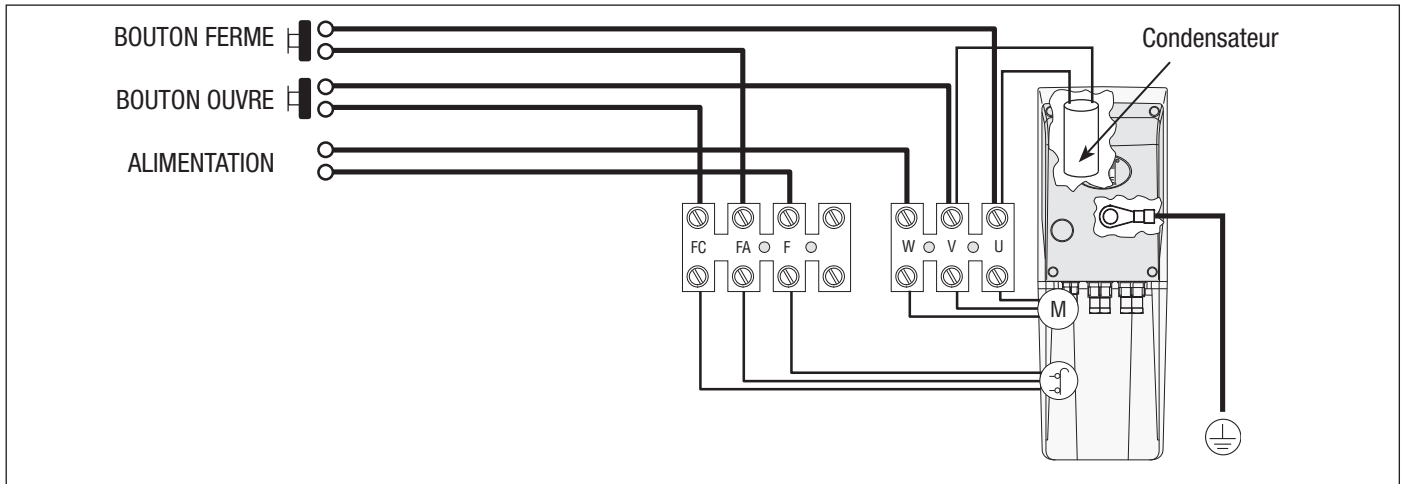 BOUTON FERME
Condensateur
BOUTON OUVRE
ALIMENTATION
FC FA F
W V U
M